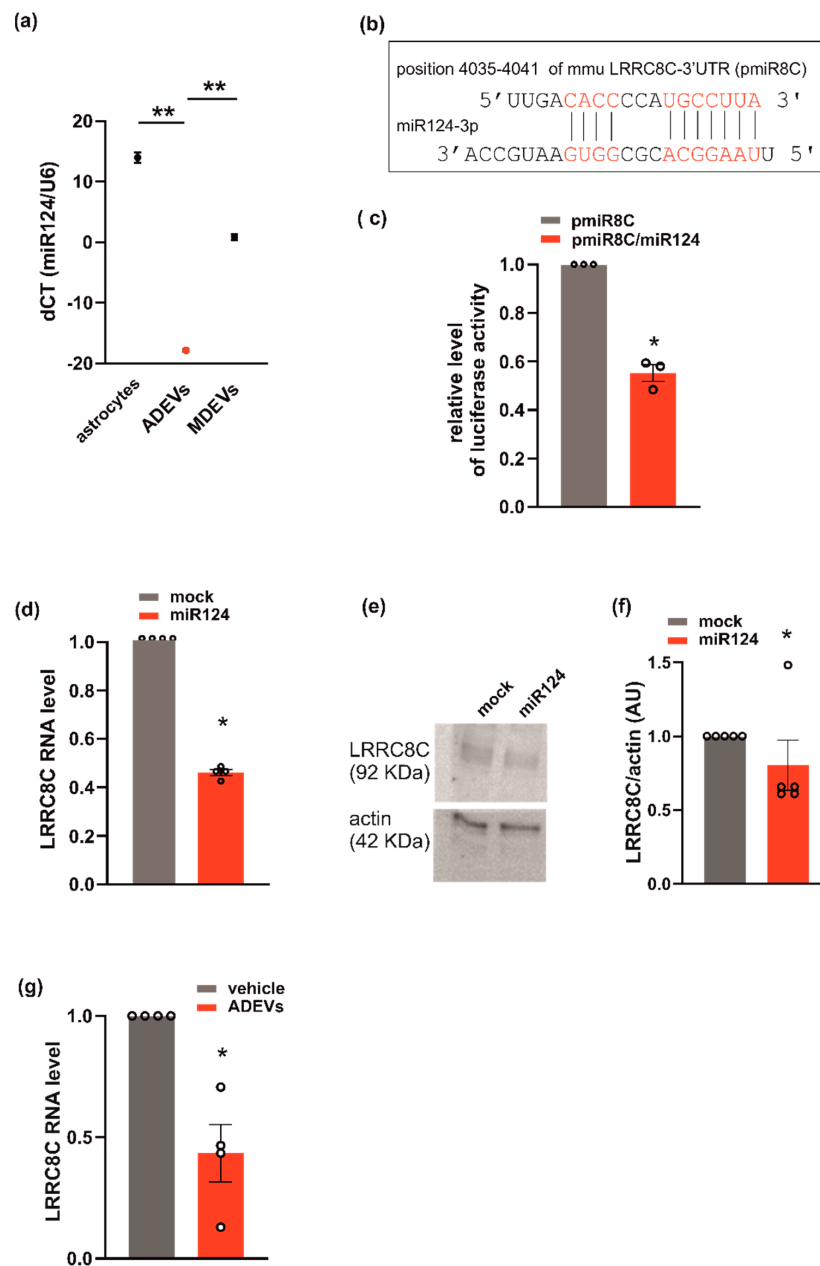 (a)
**
**
dCT (miR124/U6)
20
10
0
-10
-20
astrocytes
ADEVs
MDEVs
(b)
position 4035-4041 of mmu LRRC8C-3'UTR (pmiR8C)
5'UUGACACCCCAUGCCUUA 3'
miR124-3p
3'ACCGUAAGUGGCGCACGGAAUU 5'
( c)
pmiR8C
pmiR8C/miR124
relative level
of luciferase activity
1.0
0.8
0.6
0.4
0.2
0.0
*
(d)
mock
miR124
LRRC8C RNA level
1.0
0.8
0.6
0.4
0.2
0.0
*
(e)
mock
miR124
LRRC8C
(92 KDa)
actin
(42 KDa)
(f)
mock
miR124
*
LRRC8C/actin (AU)
1.5
1.0
0.5
0.0
(g)
vehicle
ADEVs
LRRC8C RNA level
1.0
0.5
0.0
*